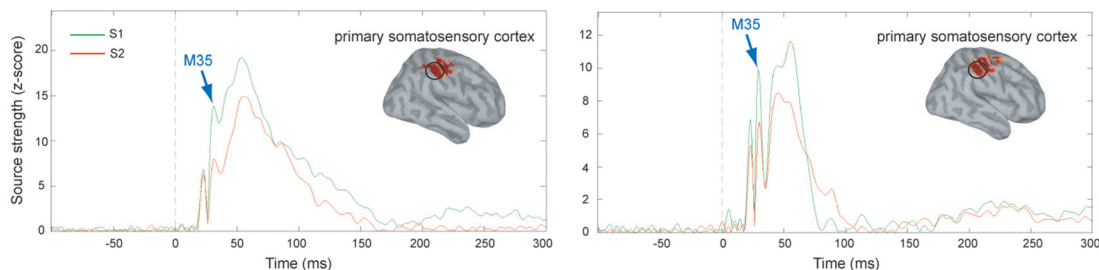 Source strength (z-score)
20
15
10
5
0
S1
S2
M35
primary somatosensory cortex
-50 0 50 100 150 200 250 300
Time (ms)
12
10
8
6
4
2
0
M35
primary somatosensory cortex
-50 0 50 100 150 200 250 300
Time (ms)